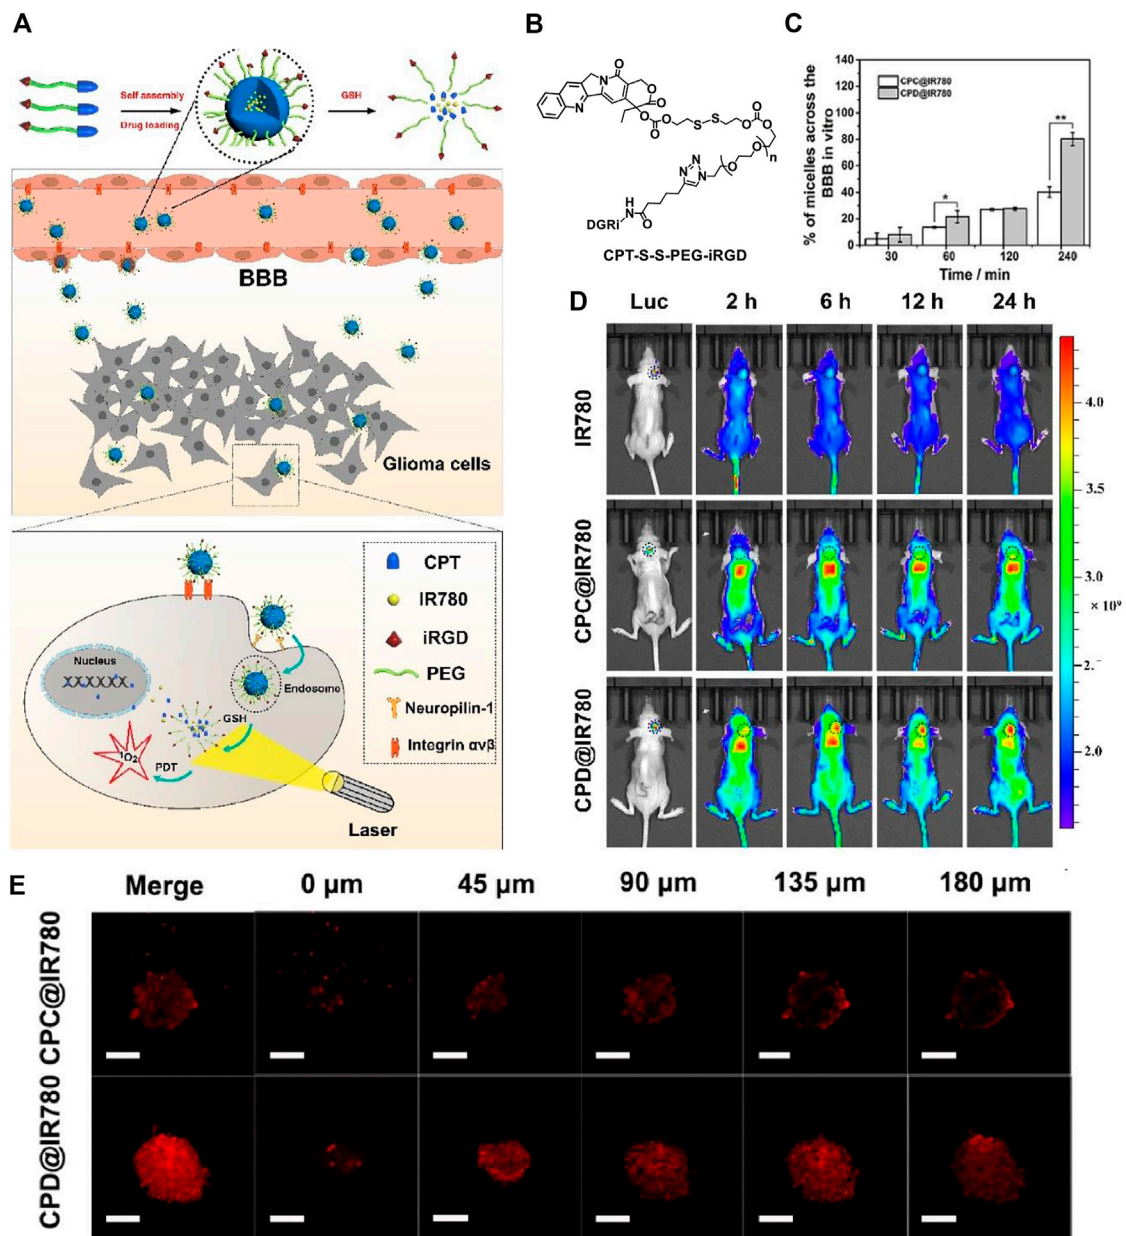 A
Self assembly
Drug loading
GSH
BBB
Glioma cells
Nucleus
Endosome
GSH
¹O₂
PDT
Laser
CPT
IR780
iRGD
PEG
Neuropilin-1
Integrin αvβ
B
N
N
O
O
O
O
O
O
O
S-S
O
O
O
O
O
n
N=N
N
H
N
O
DGRi
CPT-S-S-PEG-iRGD
C
% of micelles across the
BBB in vitro
140
120
100
80
60
40
20
0
CPC@IR780
CPD@IR780
*
**
30 60 120 240
Time / min
D
Luc 2 h 6 h 12 h 24 h
IR780
CPC@IR780
CPD@IR780
4.0
3.5
3.0
× 10⁹
2.0
E
Merge 0 μm 45 μm 90 μm 135 μm 180 μm
CPC@IR780
CPD@IR780